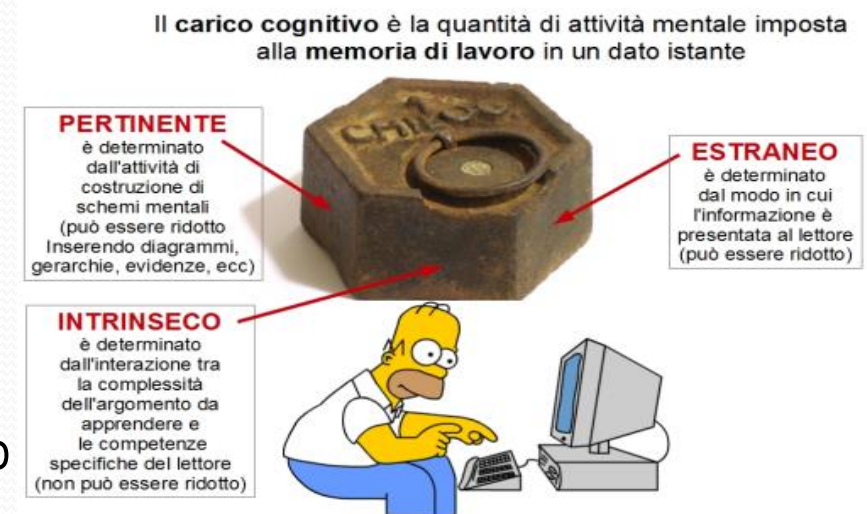 Il carico cognitivo è la quantità di attività mentale imposta
alla memoria di lavoro in un dato istante
PERTINENTE
è determinato
dall'attività di
costruzione di
schemi mentali
(può essere ridotto
Inserendo diagrammi,
gerarchie, evidenze, ecc)
ESTRANEO
è determinato
dal modo in cui
l'informazione è
presentata al lettore
(può essere ridotto)
INTRINSECO
è determinato
dall'interazione tra
la complessità
dell'argomento da
apprendere e
le competenze
specifiche del lettore
(non può essere ridotto)
o